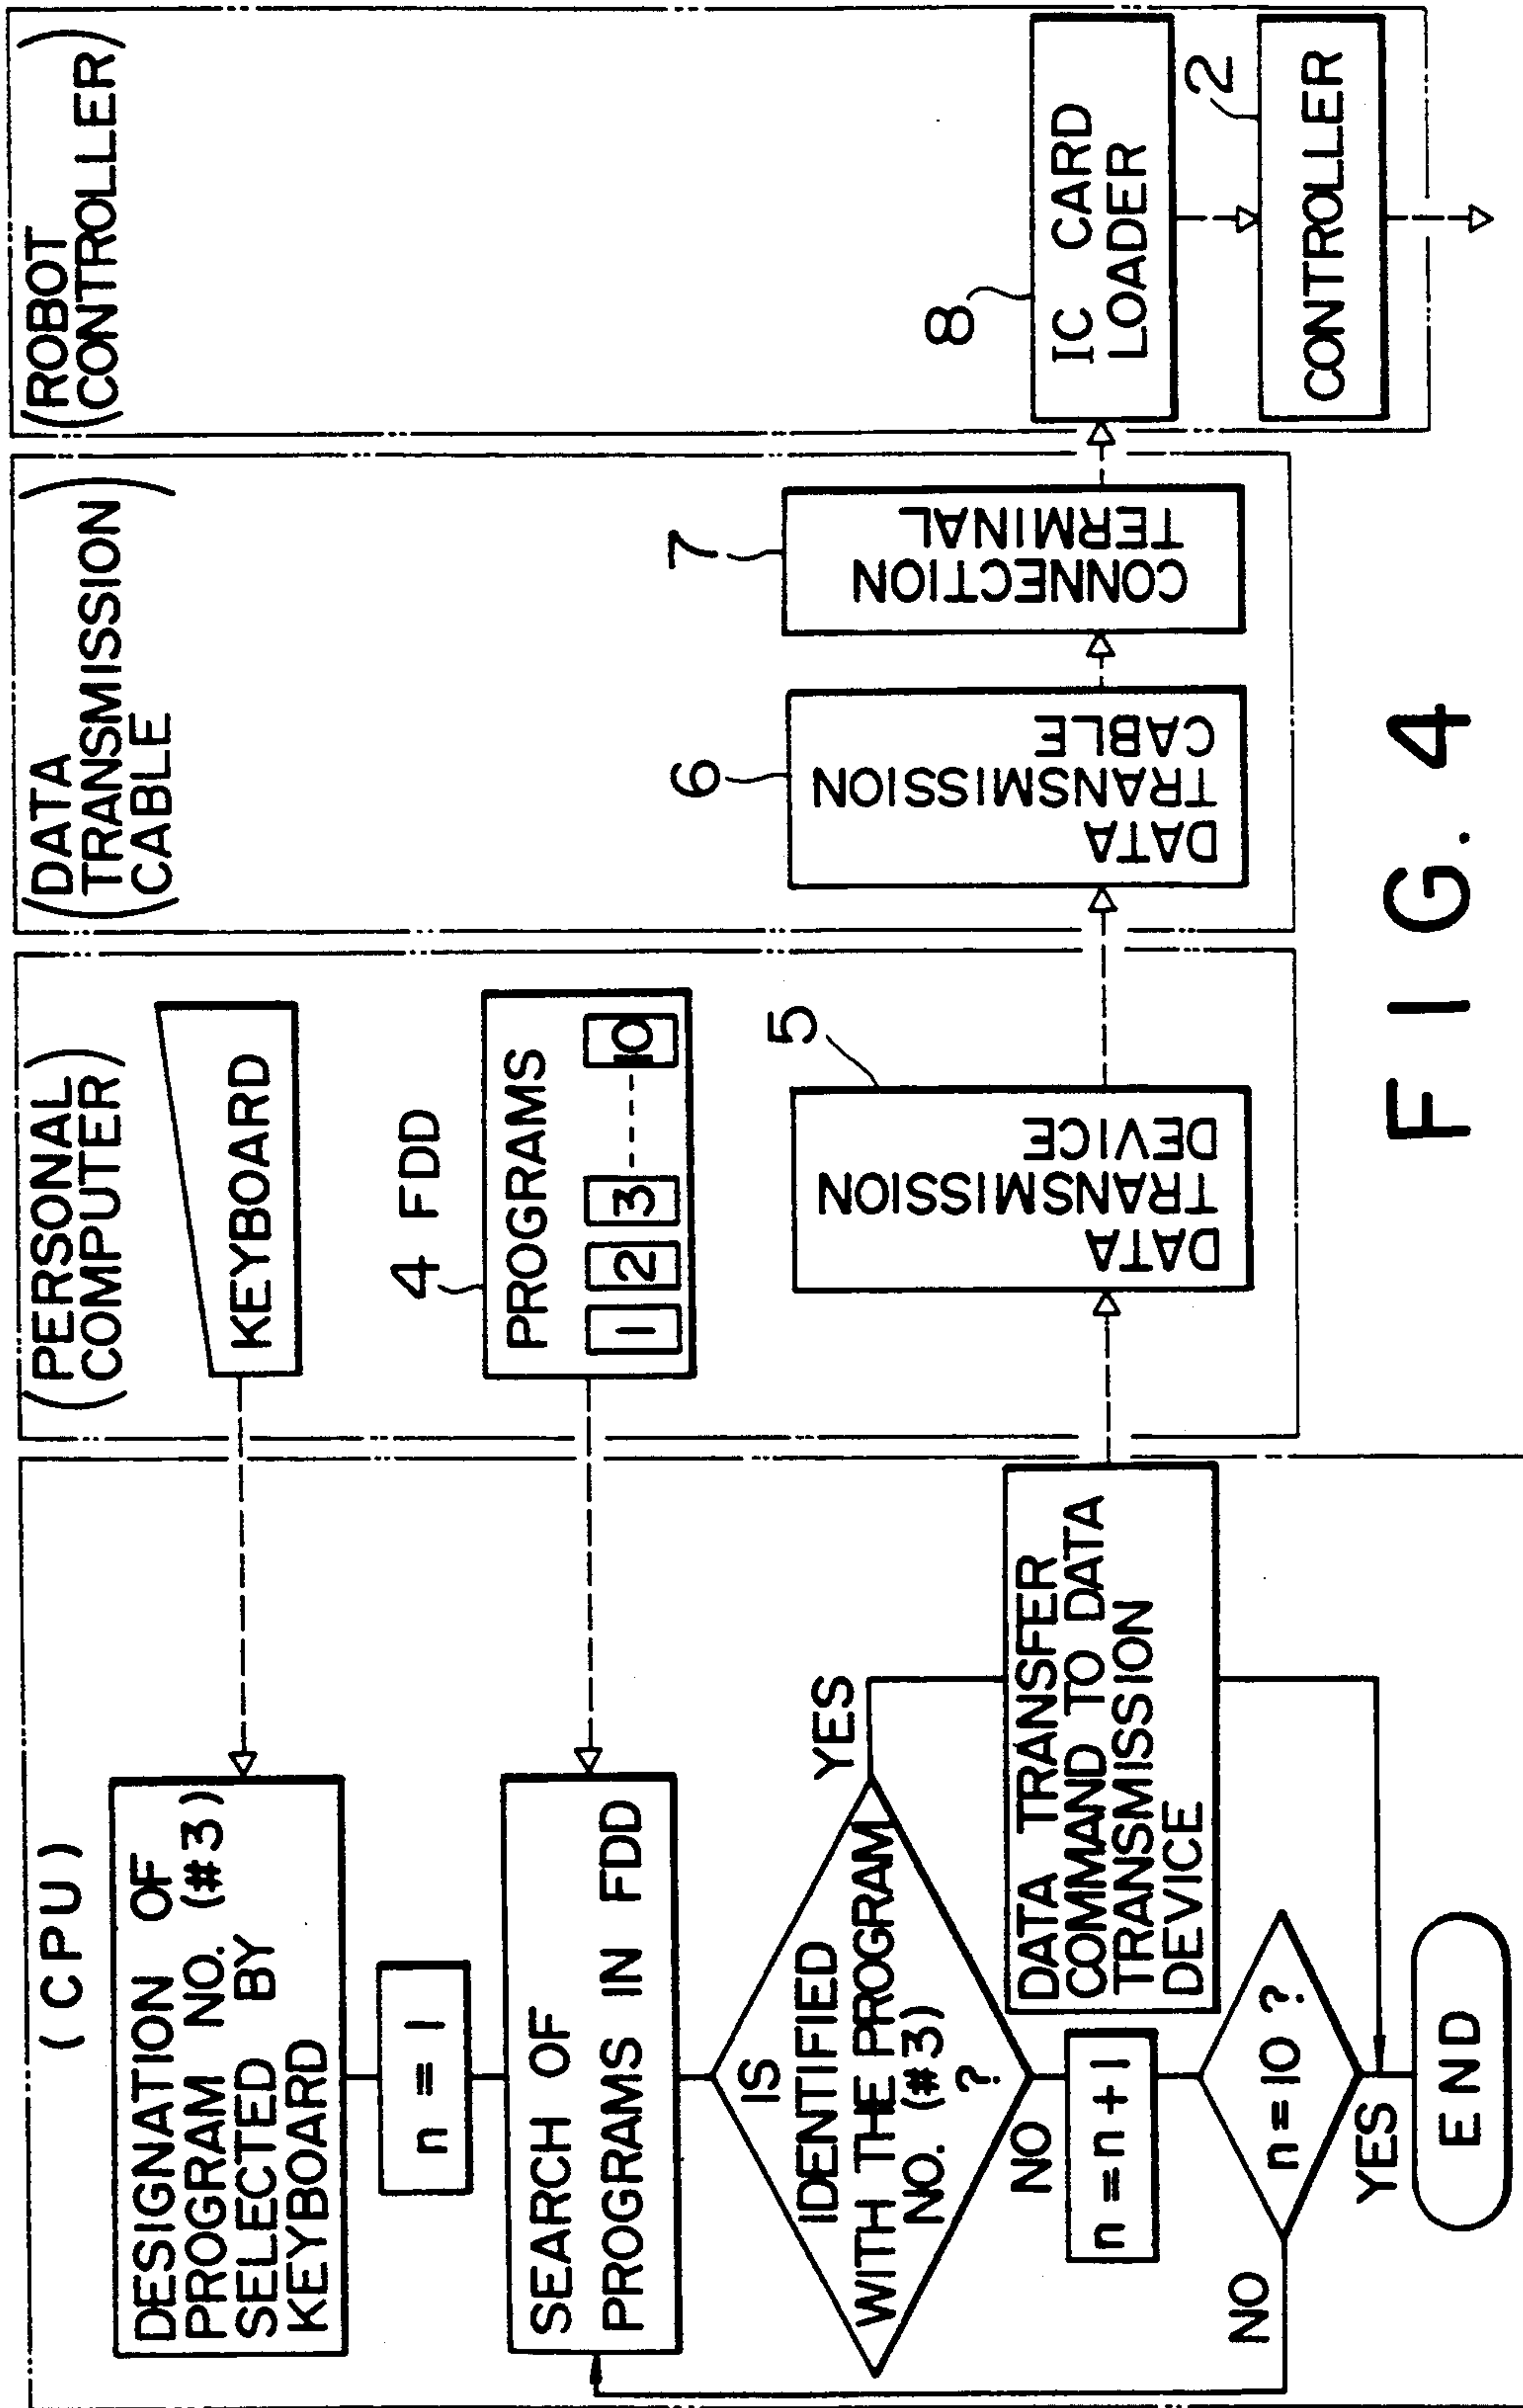 (CPU)
DESIGNATION OF
PROGRAM NO. (#3)
SELECTED BY
KEYBOARD
n = 1
SEARCH OF
PROGRAMS IN FDD
IS
IDENTIFIED
WITH THE PROGRAM
NO. (#3)
?
YES
NO
DATA TRANSFER
COMMAND TO DATA
TRANSMISSION
DEVICE
n = n + 1
n = 10 ?
NO
YES
END
(PERSONAL
COMPUTER)
KEYBOARD
4 FDD
PROGRAMS
1 2 3 ----- 10
5
DATA
TRANSMISSION
DEVICE
(DATA
TRANSMISSION
CABLE)
6
DATA
TRANSMISSION
CABLE
7
CONNECTION
TERMINAL
(ROBOT
CONTROLLER)
8
IC CARD
LOADER
2
CONTROLLER
FIG. 4